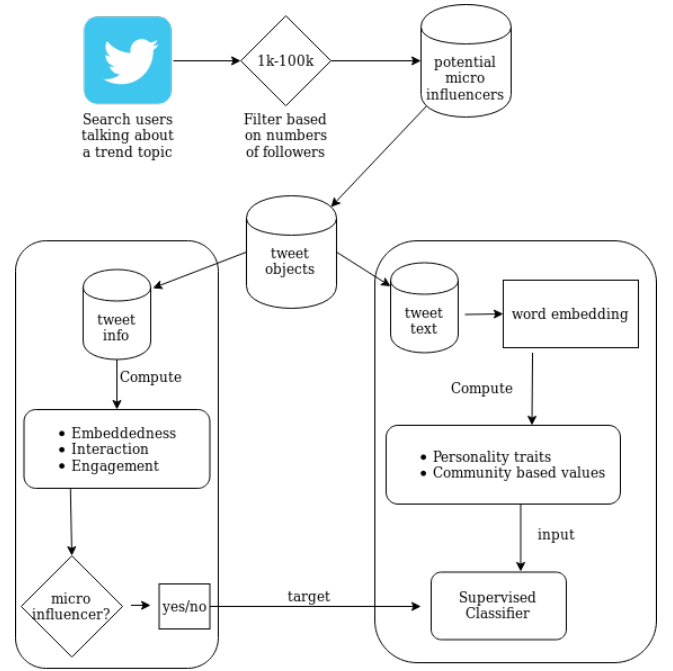 1k-100k
potential
micro
influencers
Search users
talking about
a trend topic
Filter based
on numbers
of followers
tweet
objects
tweet
info
tweet
text
word embedding
Compute
Compute
• Embeddedness
• Interaction
• Engagement
• Personality traits
• Community based values
input
micro
influencer?
yes/no
target
Supervised
Classifier